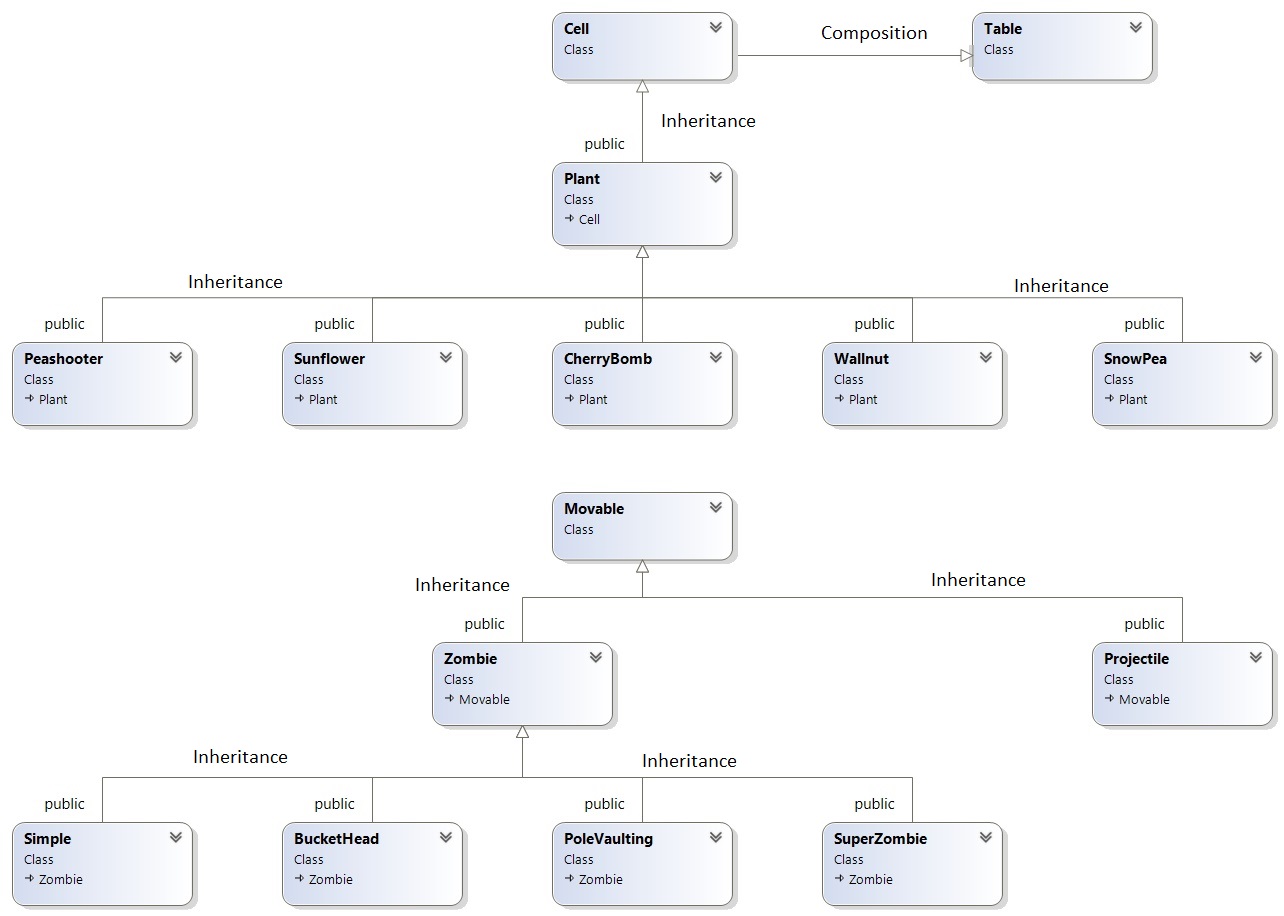 Cell
Class
Composition
Table
Class
Inheritance
public
Plant
Class
Cell
Inheritance
Inheritance
public
public
public
public
public
Peashooter
Class
Plant
Sunflower
Class
Plant
CherryBomb
Class
Plant
Wallnut
Class
Plant
SnowPea
Class
Plant
Movable
Class
Inheritance
Inheritance
public
public
Zombie
Class
Movable
Projectile
Class
Movable
Inheritance
Inheritance
public
public
public
public
Simple
Class
Zombie
BucketHead
Class
Zombie
PoleVaulting
Class
Zombie
SuperZombie
Class
Zombie